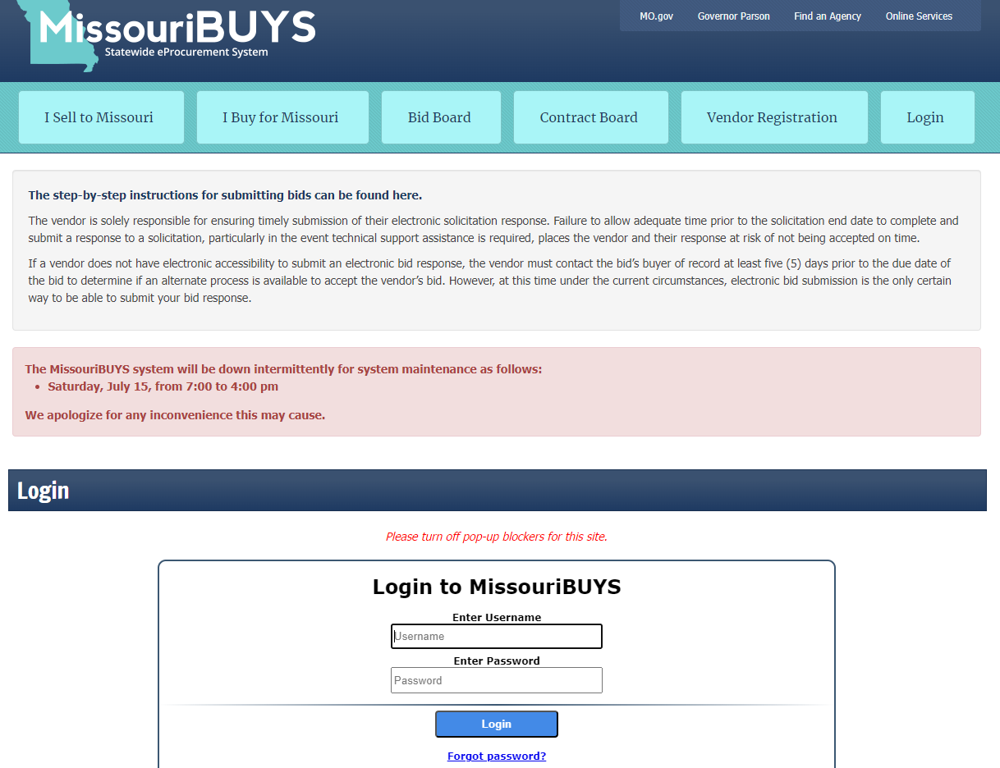 MissouriBUYS
Statewide eProcurement System
MO.gov Governor Parson Find an Agency Online Services
I Sell to Missouri I Buy for Missouri Bid Board Contract Board Vendor Registration Login
The step-by-step instructions for submitting bids can be found here.
The vendor is solely responsible for ensuring timely submission of their electronic solicitation response. Failure to allow adequate time prior to the solicitation end date to complete and
submit a response to a solicitation, particularly in the event technical support assistance is required, places the vendor and their response at risk of not being accepted on time.
If a vendor does not have electronic accessibility to submit an electronic bid response, the vendor must contact the bid’s buyer of record at least five (5) days prior to the due date of
the bid to determine if an alternate process is available to accept the vendor’s bid. However, at this time under the current circumstances, electronic bid submission is the only certain
way to be able to submit your bid response.
The MissouriBUYS system will be down intermittently for system maintenance as follows:
• Saturday, July 15, from 7:00 to 4:00 pm
We apologize for any inconvenience this may cause.
Login
Please turn off pop-up blockers for this site.
Login to MissouriBUYS
Enter Username
Username
Enter Password
Password
Login
Forgot password?